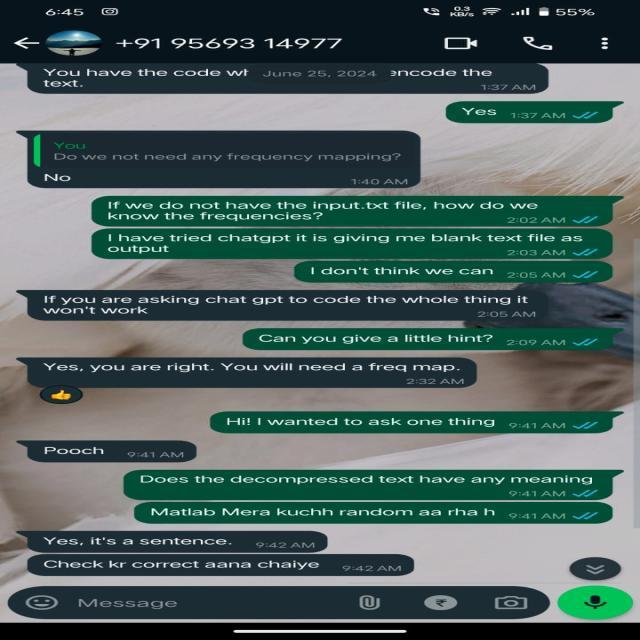 6:45
0.3
KB/s
55%
+91 95693 14977
You have the code wh
June 25, 2024
encode the
text.
1:37 AM
Yes 1:37 AM
You
Do we not need any frequency mapping?
No
1:40 AM
If we do not have the input.txt file, how do we
know the frequencies?
2:02 AM
I have tried chatgpt it is giving me blank text file as
output
2:03 AM
I don't think we can 2:05 AM
If you are asking chat gpt to code the whole thing it
won't work
2:05 AM
Can you give a little hint? 2:09 AM
Yes, you are right. You will need a freq map.
2:32 AM
Hi! I wanted to ask one thing 9:41 AM
Pooch 9:41 AM
Does the decompressed text have any meaning
9:41 AM
Matlab Mera kuchh random aa rha h 9:41 AM
Yes, it's a sentence. 9:42 AM
Check kr correct aana chaiye 9:42 AM
Message